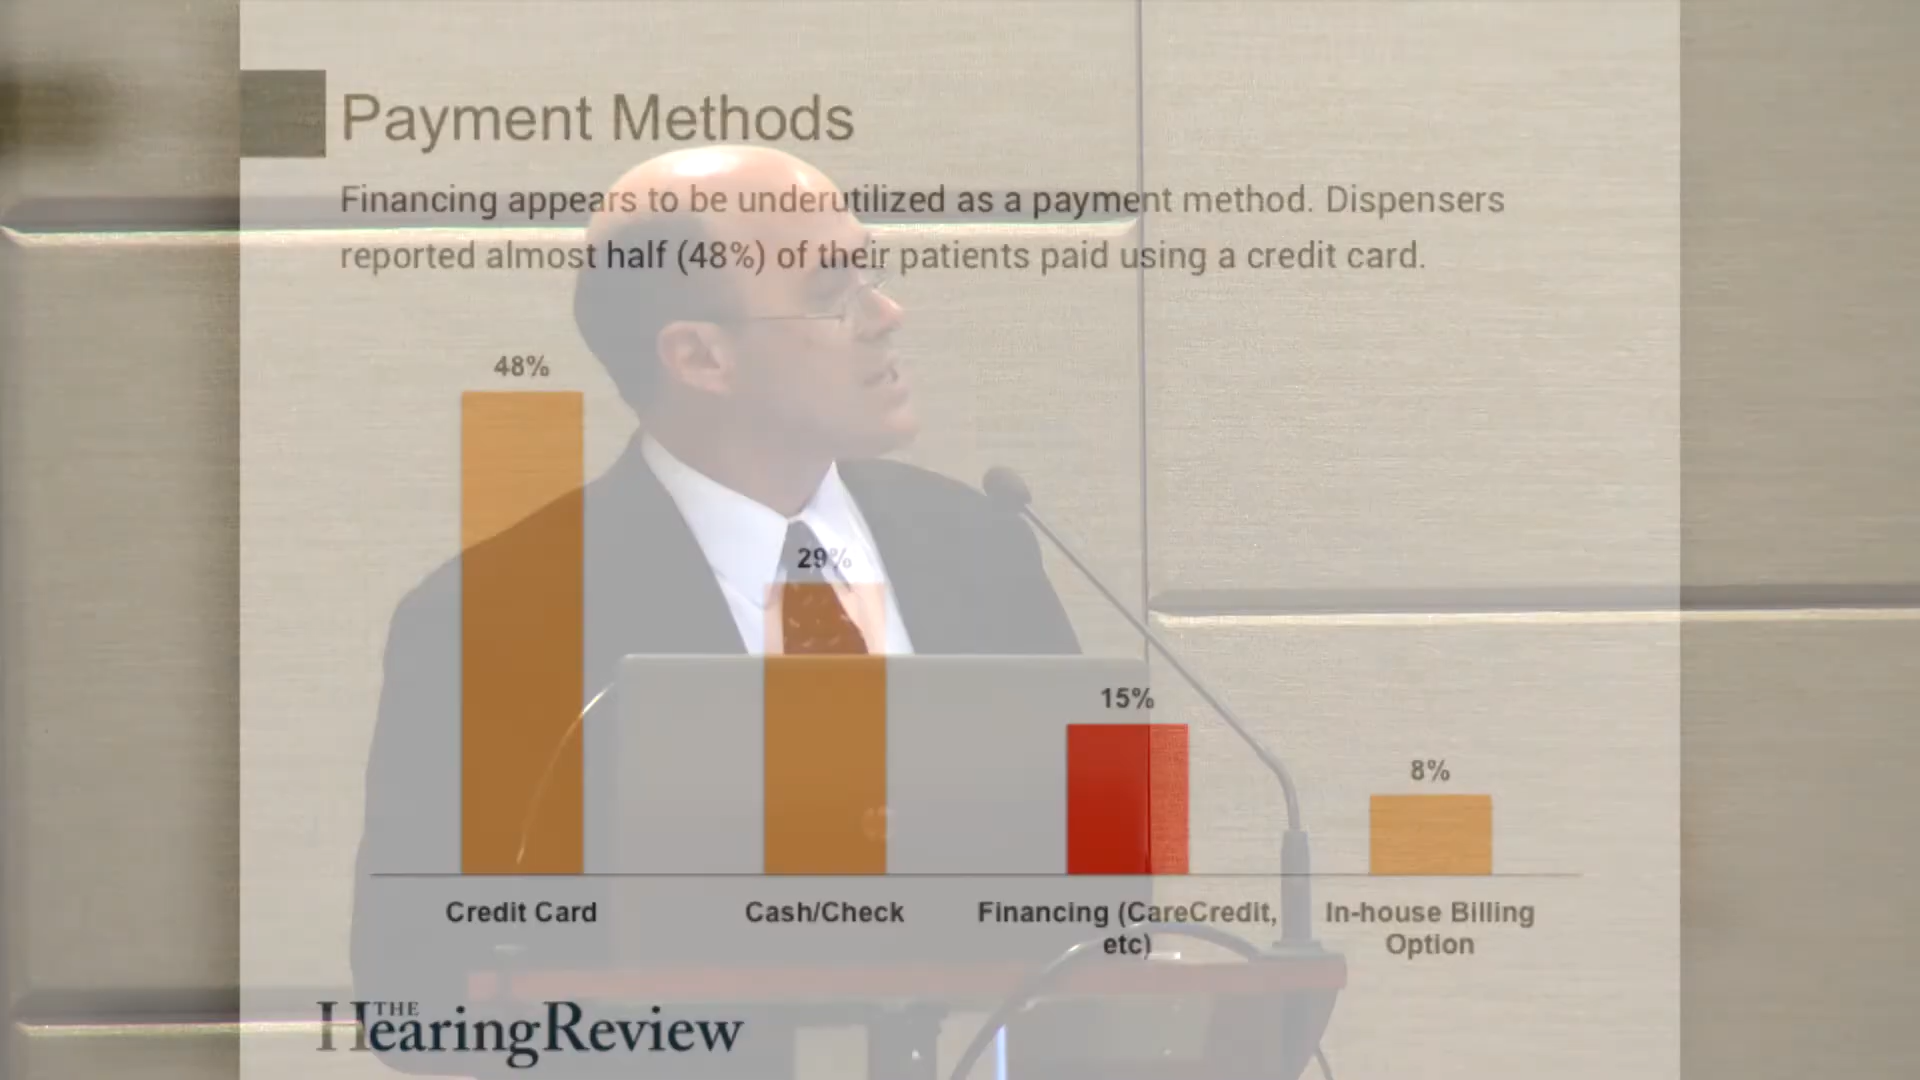 Payment Methods
Financing appears to be underutilized as a payment method. Dispensers
reported almost half (48%) of their patients paid using a credit card.
48%
29%
15%
8%
Credit Card
Cash/Check
Financing (CareCredit,
etc)
In-house Billing
Option
THE
HearingReview